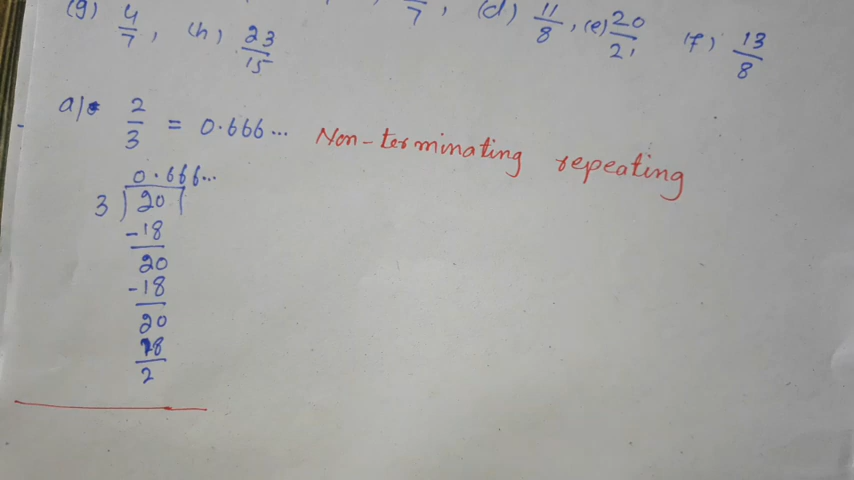 7, (d) 11/8, (e) 20/21 (f) 13/8
(g) 4/7, (h) 23/15
a) 2/3 = 0.666... Non-terminating repeating
0.666...
3 ) 20
-18
20
-18
20
18
2